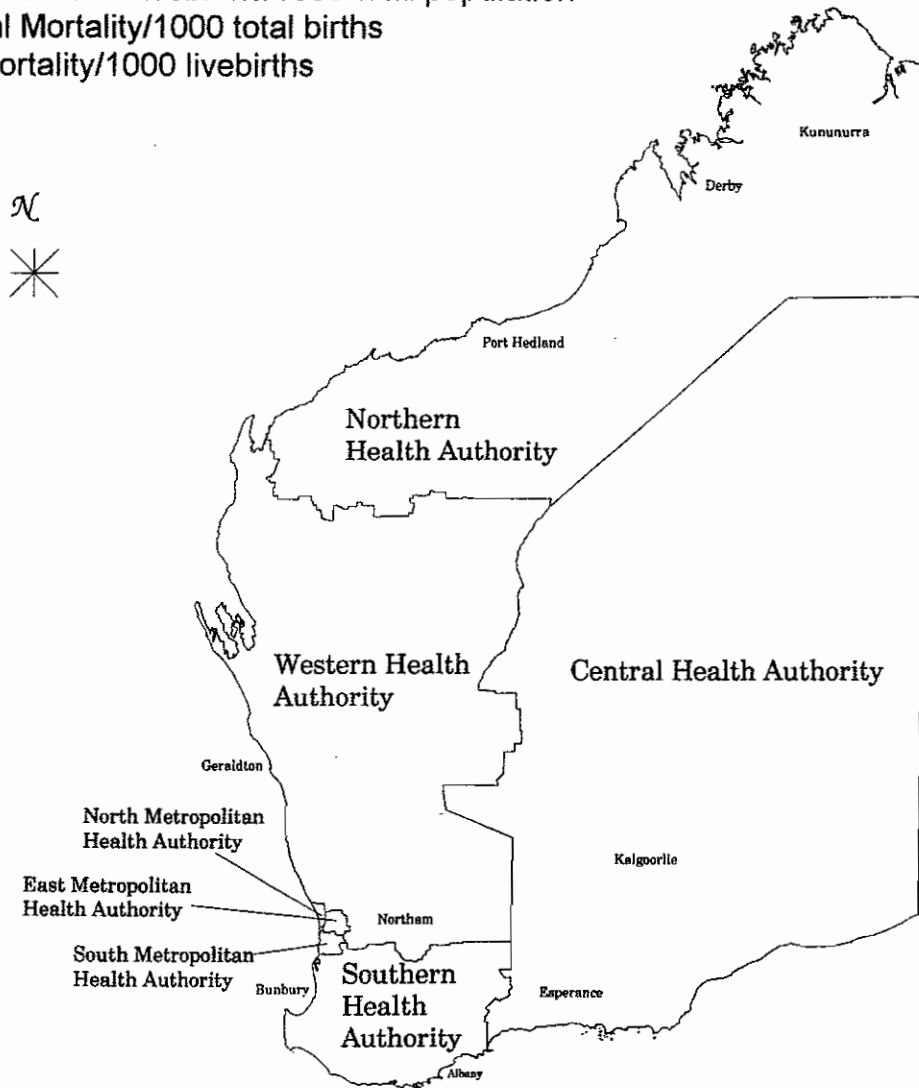 al Mortality/1000 total births
ortality/1000 livebirths
N
Kununurra
Derby
Port Hedland
Northern
Health Authority
Western Health
Authority
Central Health Authority
Geraldton
North Metropolitan
Health Authority
Kalgoorlie
East Metropolitan
Health Authority
Northam
South Metropolitan
Health Authority
Bunbury
Southern
Health
Authority
Esperance
Albany